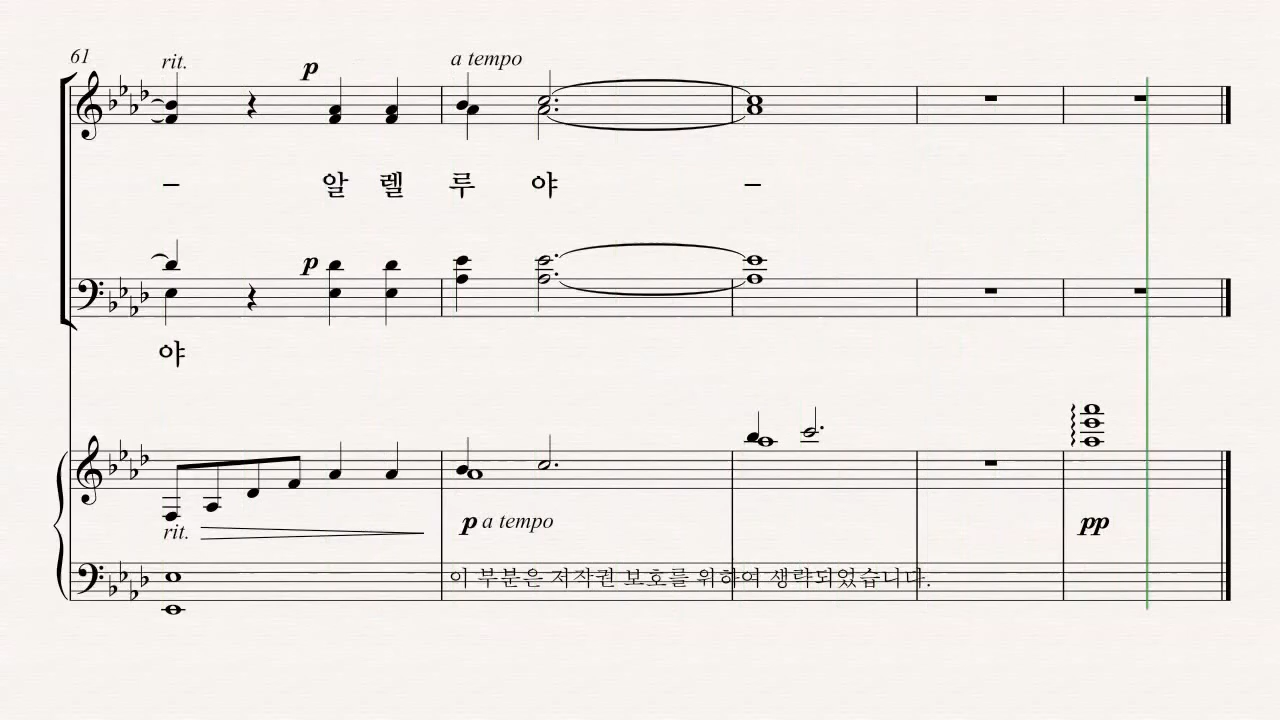 61
rit.
p
a tempo
– 알 렐 루 야 –
p
야
rit.
p a tempo
pp
이 부분은 저작권 보호를 위하여 생략되었습니다.